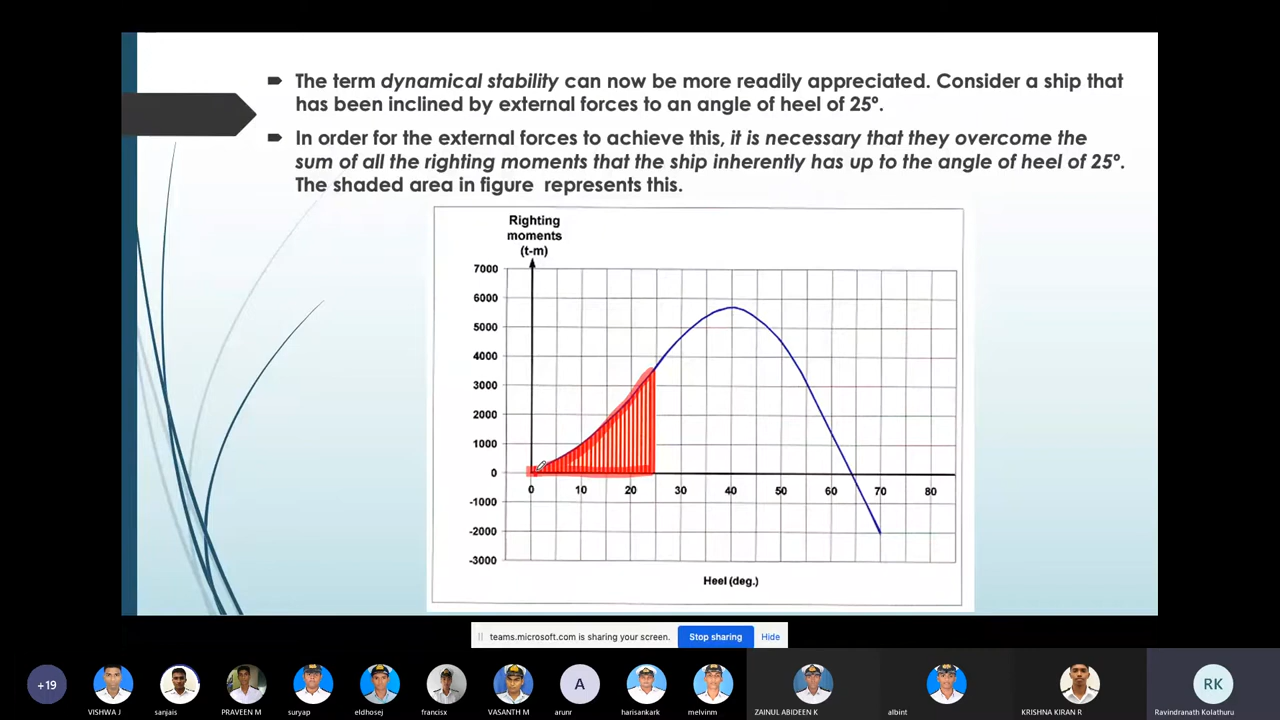 The term dynamical stability can now be more readily appreciated. Consider a ship that
has been inclined by external forces to an angle of heel of 25º.
In order for the external forces to achieve this, it is necessary that they overcome the
sum of all the righting moments that the ship inherently has up to the angle of heel of 25º.
The shaded area in figure represents this.
Righting
moments
(t-m)
7000
6000
5000
4000
3000
2000
1000
0
-1000
-2000
-3000
0 10 20 30 40 50 60 70 80
Heel (deg.)
teams.microsoft.com is sharing your screen. Stop sharing Hide
+19 A RK
VISHWA J sanjais PRAVEEN M suryap eldhosej francisx VASANTH M arunr harisankark melvinm ZAINUL ABIDEEN K albint KRISHNA KIRAN R Ravindranath Kolathuru